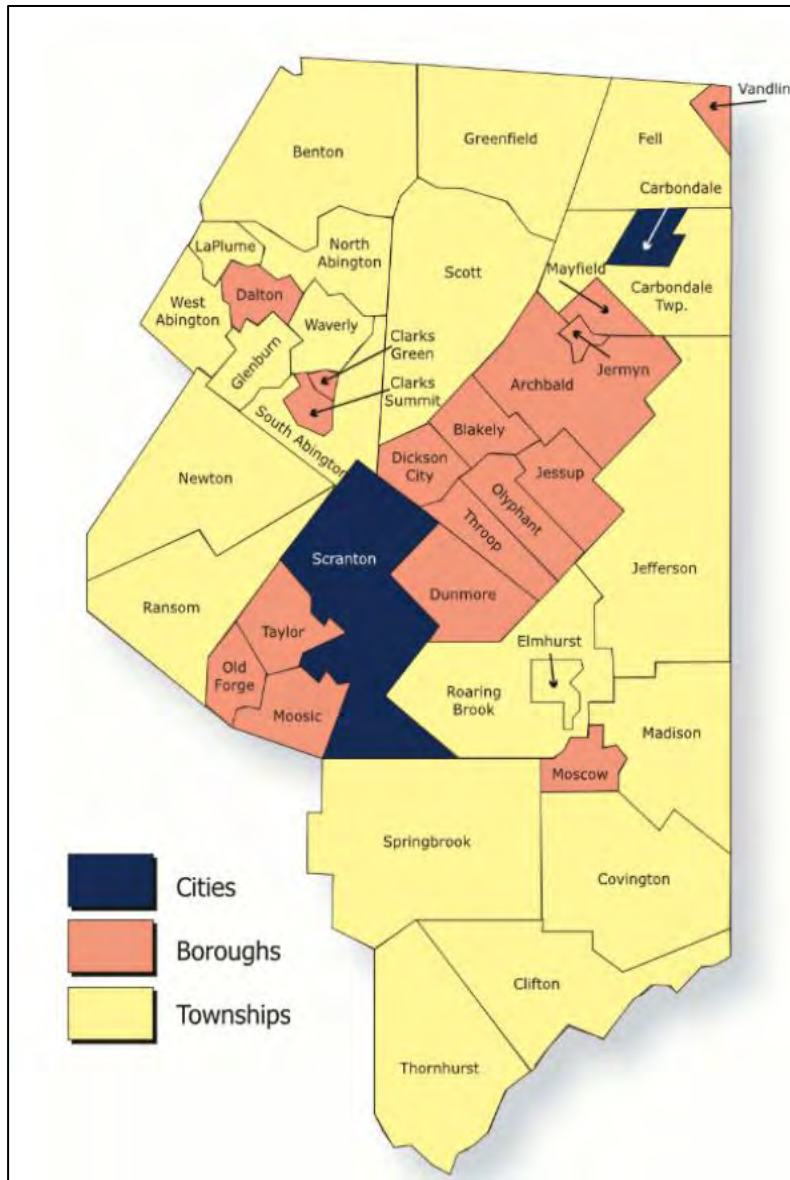 Vandlin
Benton
Greenfield
Fell
Carbondale
LaPlume
North
Abington
Scott
Mayfield
Carbondale
Twp.
West
Abington
Dalton
Waverly
Glenburn
Clarks
Green
Clarks
Summit
Jermyn
Archbald
South Abington
Blakely
Dickson
City
Jessup
Olyphant
Throop
Newton
Scranton
Dunmore
Jefferson
Ransom
Taylor
Elmhurst
Old
Forge
Moosic
Roaring
Brook
Madison
Moscow
Springbrook
Covington
Clifton
Thornhurst
Cities
Boroughs
Townships